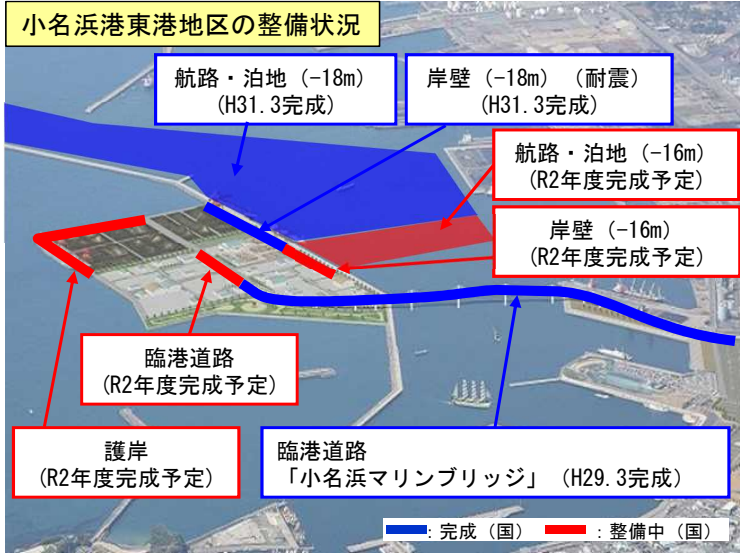 小名浜港東港地区の整備状況
航路・泊地（-18m）
（H31.3完成）
岸壁（-18m）（耐震）
（H31.3完成）
航路・泊地（-16m）
（R2年度完成予定）
岸壁（-16m）
（R2年度完成予定）
臨港道路
（R2年度完成予定）
護岸
（R2年度完成予定）
臨港道路
「小名浜マリンブリッジ」（H29.3完成）
：完成（国）　：整備中（国）